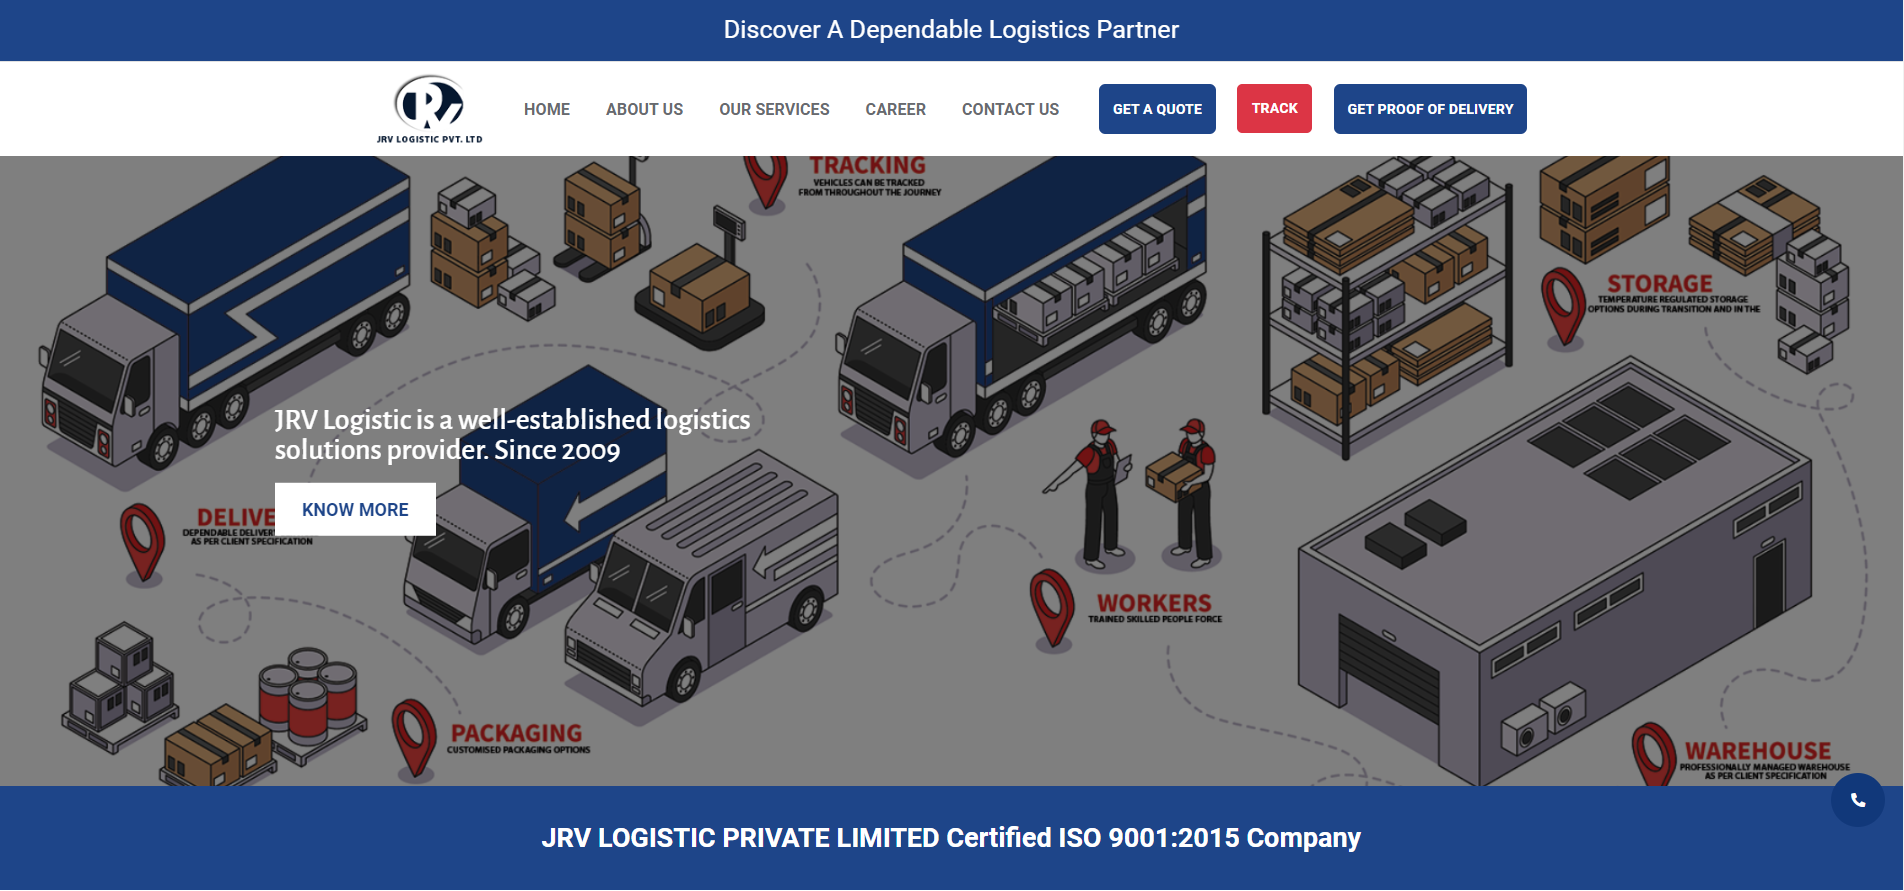 Discover A Dependable Logistics Partner
JRV LOGISTIC PVT. LTD
HOME
ABOUT US
OUR SERVICES
CAREER
CONTACT US
GET A QUOTE
TRACK
GET PROOF OF DELIVERY
TRACKING
VEHICLES CAN BE TRACKED
FROM THROUGHOUT THE JOURNEY
STORAGE
TEMPERATURE REGULATED STORAGE
OPTIONS DURING TRANSITION AND IN THE
JRV Logistic is a well-established logistics
solutions provider. Since 2009
KNOW MORE
DELIVE
DEPENDABLE DELIVER
AS PER CLIENT SPECIFICATION
WORKERS
TRAINED SKILLED PEOPLE FORCE
PACKAGING
CUSTOMISED PACKAGING OPTIONS
WAREHOUSE
PROFESSIONALLY MANAGED WAREHOUSE
AS PER CLIENT SPECIFICATION
JRV LOGISTIC PRIVATE LIMITED Certified ISO 9001:2015 Company